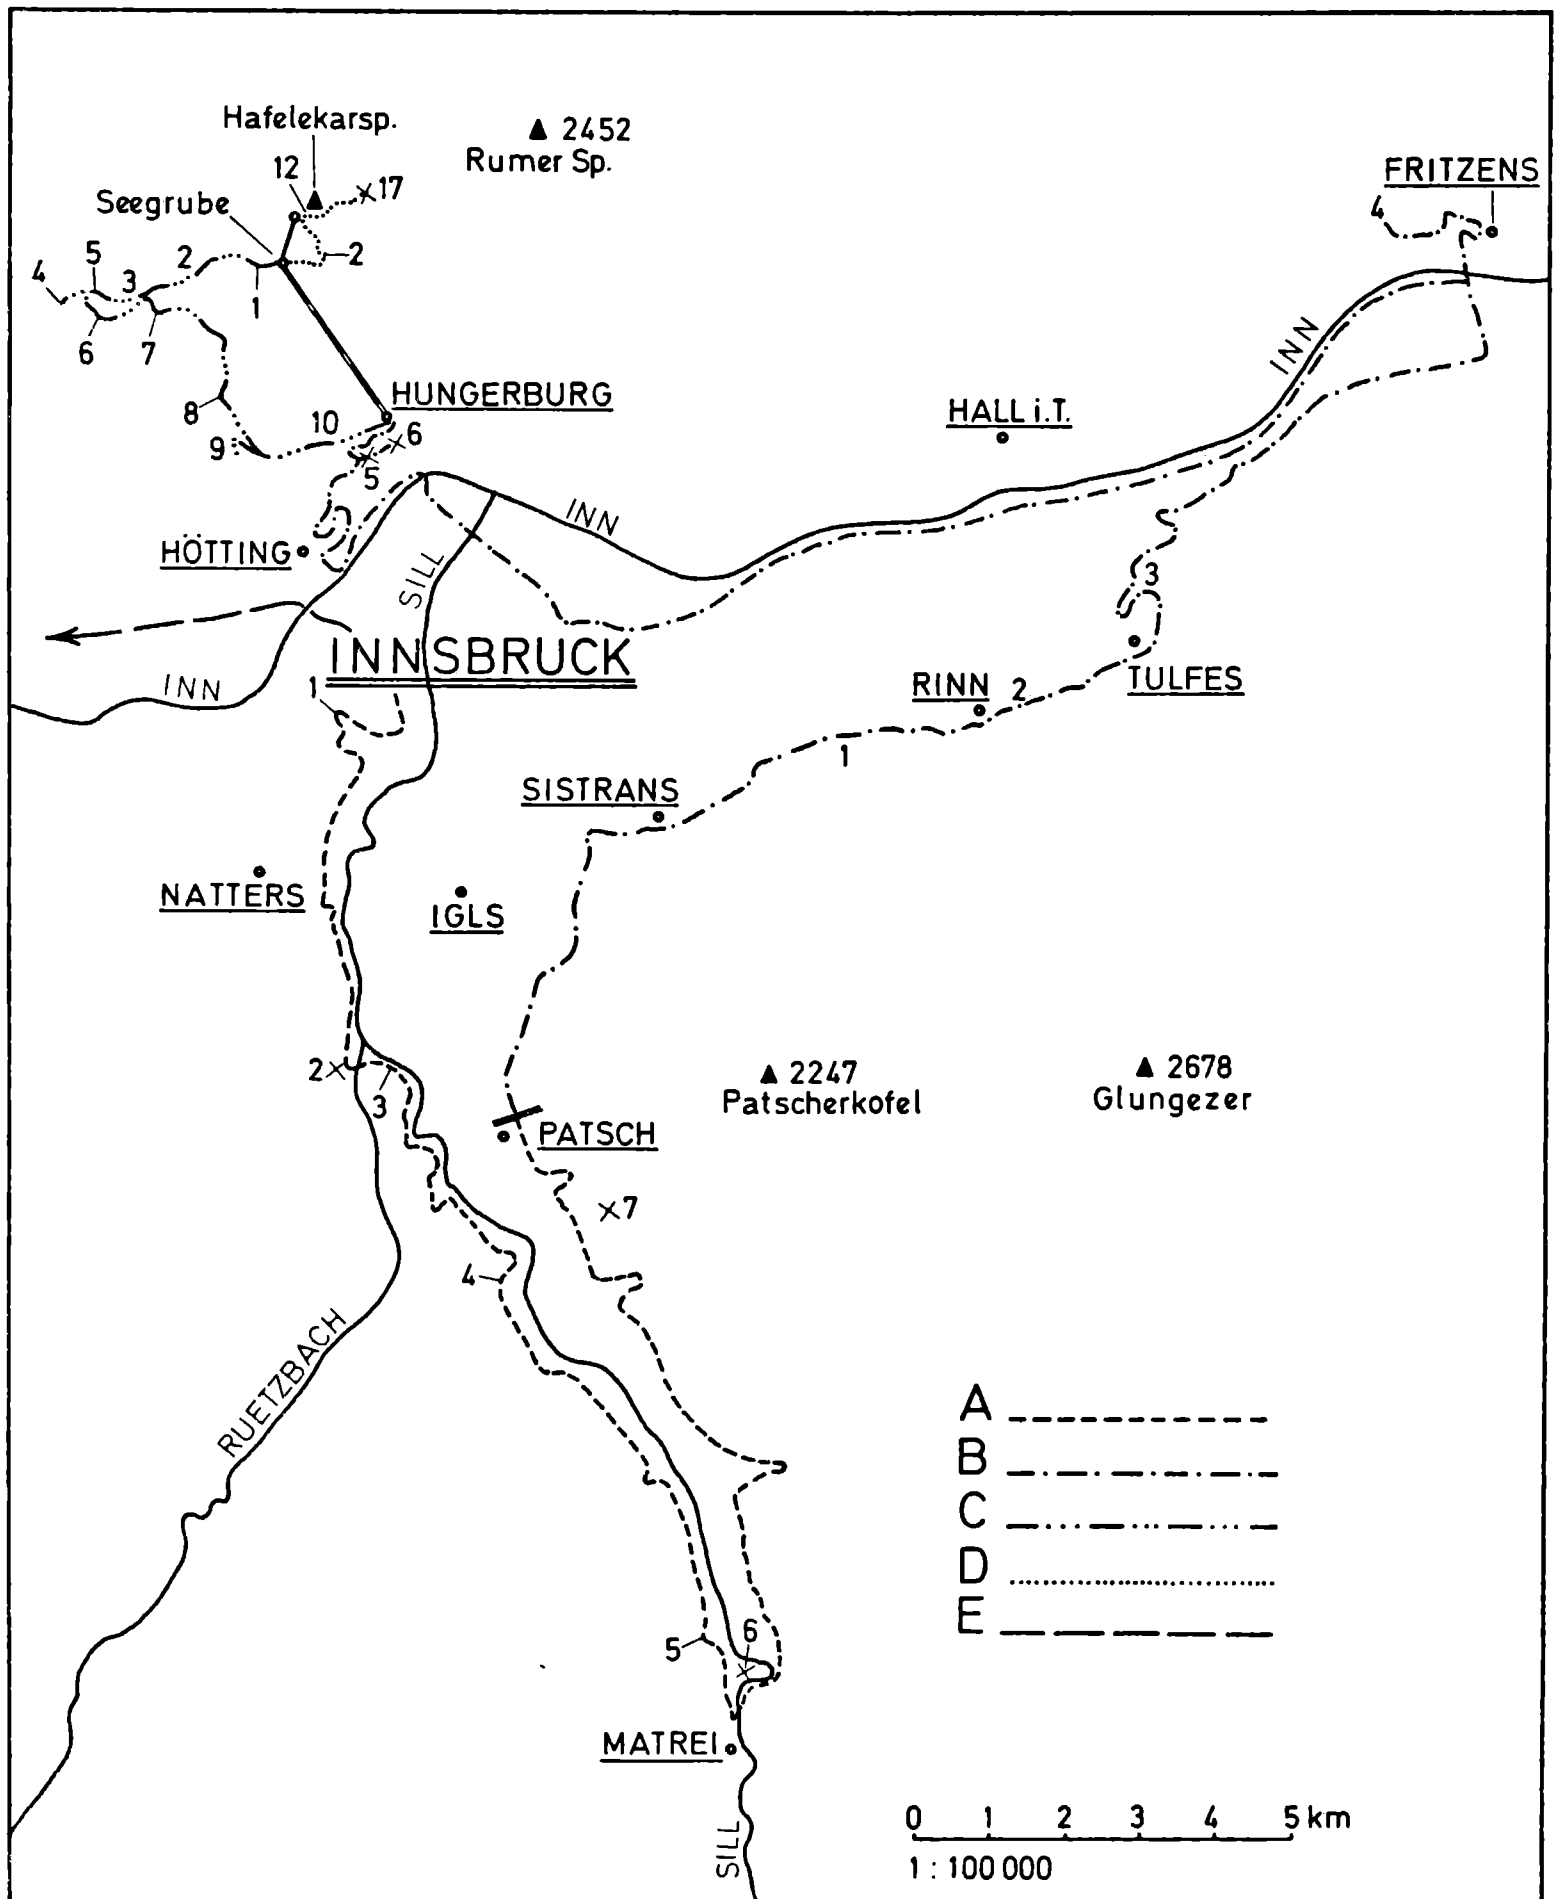 Hafelekarsp.
▲ 2452
Rumer Sp.
12
17
FRITZENS
4
Seegrube
2
5
2
4
3
1
6
7
INN
HUNGERBURG
8
10
6
HALL i.T.
9
5
INN
HÖTTING
SILL
3
INNSBRUCK
INN
1
RINN
2
TULFES
1
SISTRANS
NATTERS
IGLS
2
3
▲ 2247
Patscherkofel
▲ 2678
Glungezer
PATSCH
7
4
RUETZBACH
A
B
C
D
E
6
5
MATREI
SILL
0 1 2 3 4 5 km
1 : 100 000